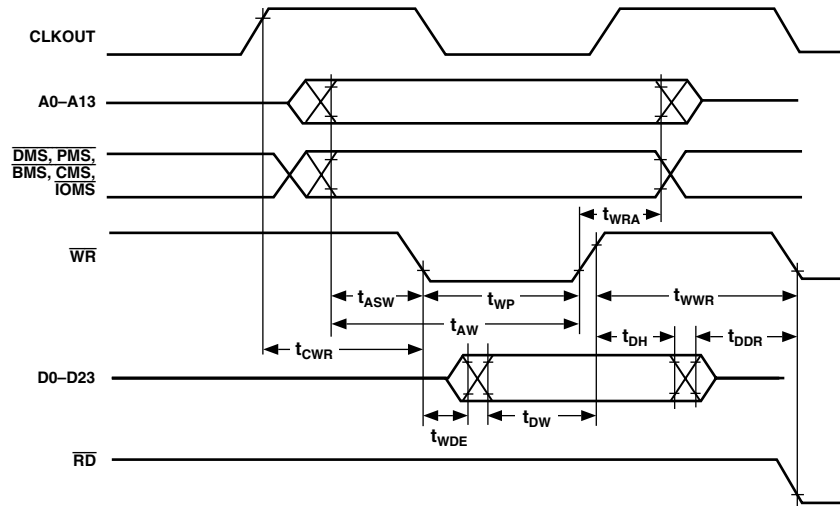 CLKOUT
A0–A13
DMS, PMS,
BMS, CMS,
IOMS
tWRA
WR
tASW
tWP
tWWR
tAW
tDH
tDDR
tCWR
D0–D23
tWDE
tDW
RD